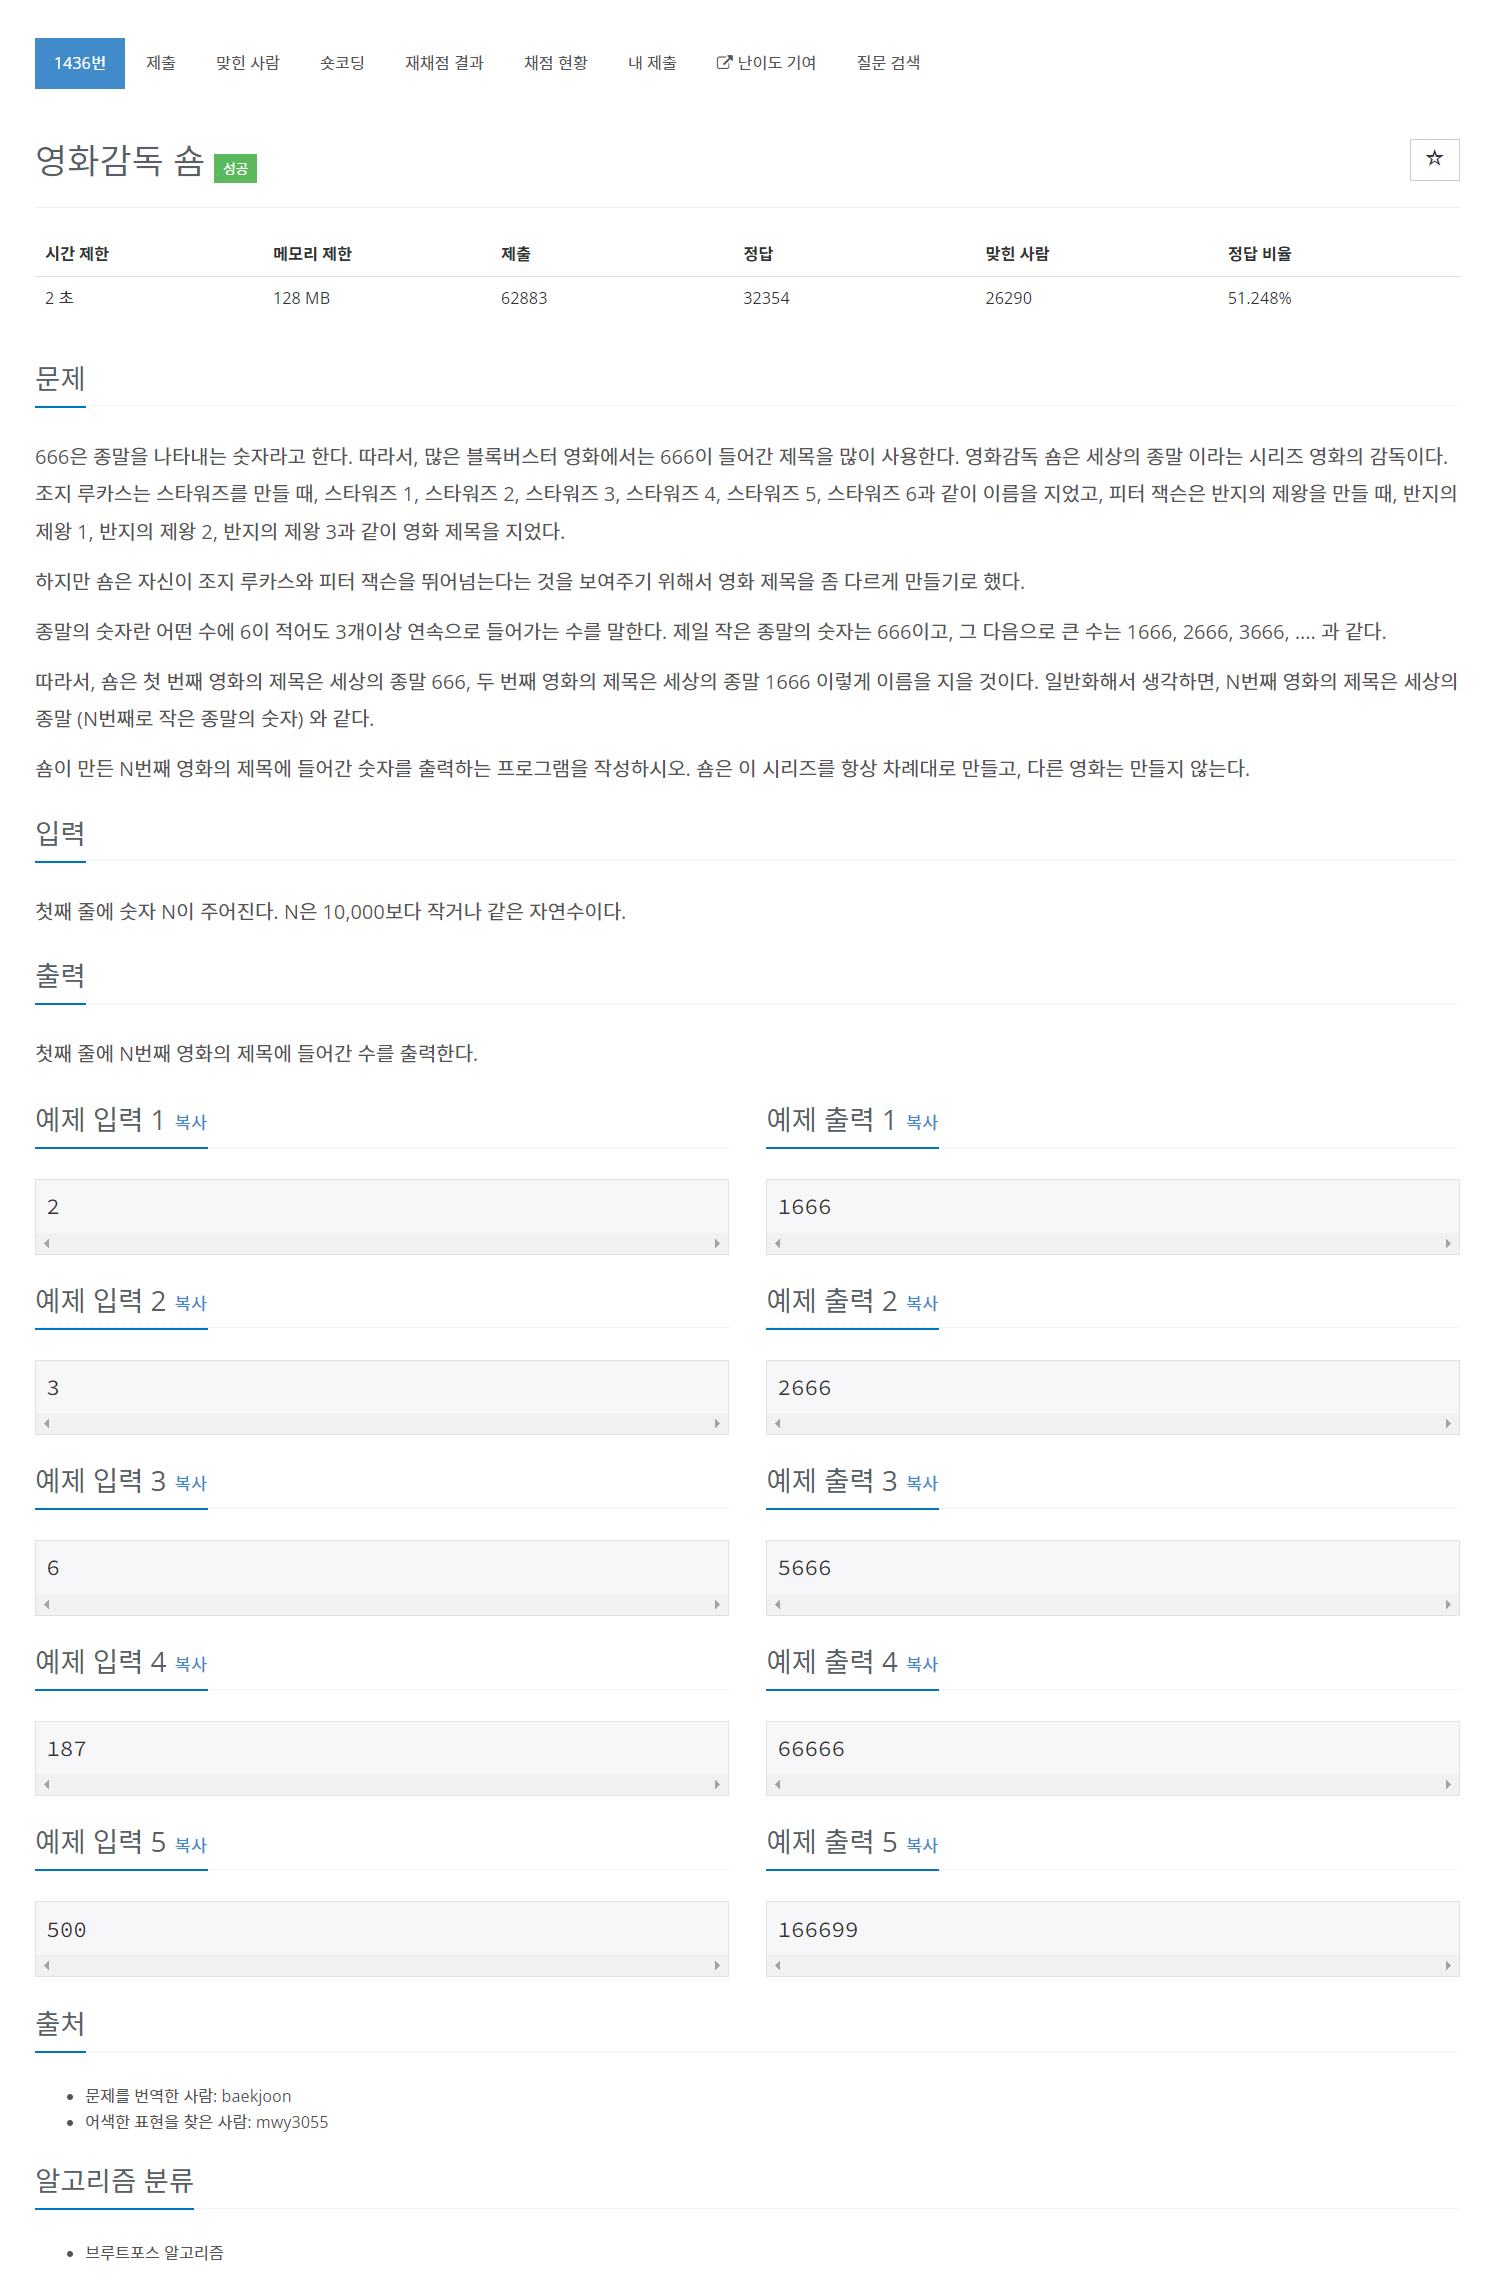 1436번 제출 맞힌 사람 숏코딩 재채점 결과 채점 현황 내 제출 난이도 기여 질문 검색
영화감독 숌 성공
시간 제한 메모리 제한 제출 정답 맞힌 사람 정답 비율
2 초 128 MB 62883 32354 26290 51.248%
문제
666은 종말을 나타내는 숫자라고 한다. 따라서, 많은 블록버스터 영화에서는 666이 들어간 제목을 많이 사용한다. 영화감독 숌은 세상의 종말 이라는 시리즈 영화의 감독이다.
조지 루카스는 스타워즈를 만들 때, 스타워즈 1, 스타워즈 2, 스타워즈 3, 스타워즈 4, 스타워즈 5, 스타워즈 6과 같이 이름을 지었고, 피터 잭슨은 반지의 제왕을 만들 때, 반지의
제왕 1, 반지의 제왕 2, 반지의 제왕 3과 같이 영화 제목을 지었다.
하지만 숌은 자신이 조지 루카스와 피터 잭슨을 뛰어넘는다는 것을 보여주기 위해서 영화 제목을 좀 다르게 만들기로 했다.
종말의 숫자란 어떤 수에 6이 적어도 3개이상 연속으로 들어가는 수를 말한다. 제일 작은 종말의 숫자는 666이고, 그 다음으로 큰 수는 1666, 2666, 3666, .... 과 같다.
따라서, 숌은 첫 번째 영화의 제목은 세상의 종말 666, 두 번째 영화의 제목은 세상의 종말 1666 이렇게 이름을 지을 것이다. 일반화해서 생각하면, N번째 영화의 제목은 세상의
종말 (N번째로 작은 종말의 숫자) 와 같다.
숌이 만든 N번째 영화의 제목에 들어간 숫자를 출력하는 프로그램을 작성하시오. 숌은 이 시리즈를 항상 차례대로 만들고, 다른 영화는 만들지 않는다.
입력
첫째 줄에 숫자 N이 주어진다. N은 10,000보다 작거나 같은 자연수이다.
출력
첫째 줄에 N번째 영화의 제목에 들어간 수를 출력한다.
예제 입력 1 복사 예제 출력 1 복사
2 1666
예제 입력 2 복사 예제 출력 2 복사
3 2666
예제 입력 3 복사 예제 출력 3 복사
6 5666
예제 입력 4 복사 예제 출력 4 복사
187 66666
예제 입력 5 복사 예제 출력 5 복사
500 166699
출처
문제를 번역한 사람: baekjoon
어색한 표현을 찾은 사람: mwy3055
알고리즘 분류
브루트포스 알고리즘